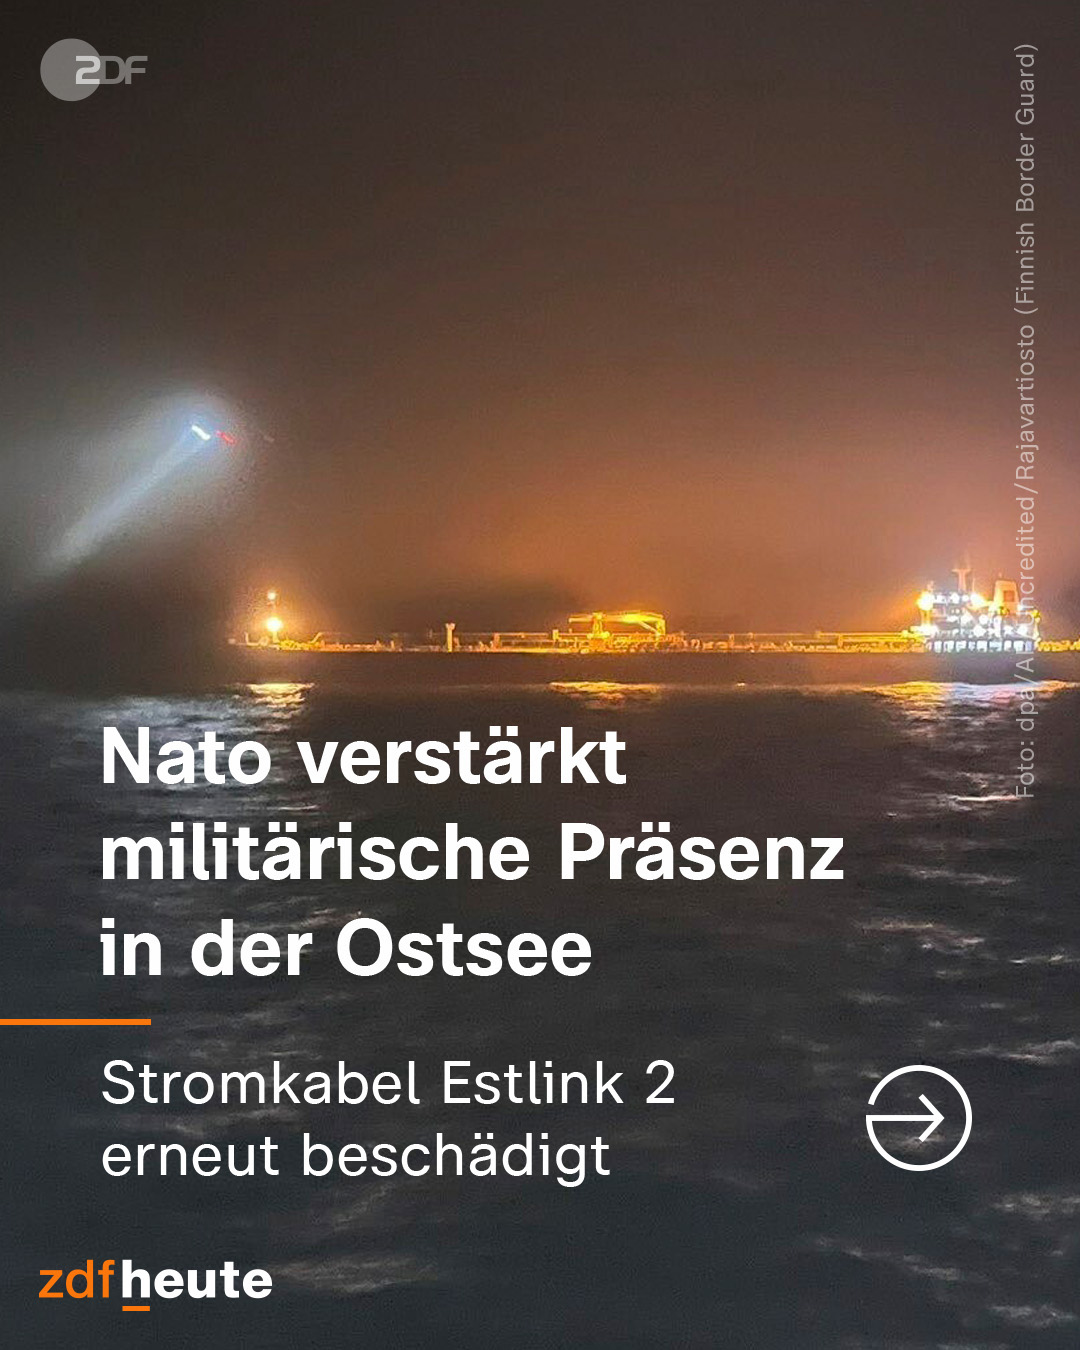 ZDF
Foto: dpa/AP/Uncredited/Rajavartiosto (Finnish Border Guard)
Nato verstärkt
militärische Präsenz
in der Ostsee
Stromkabel Estlink 2
erneut beschädigt
zdfheute